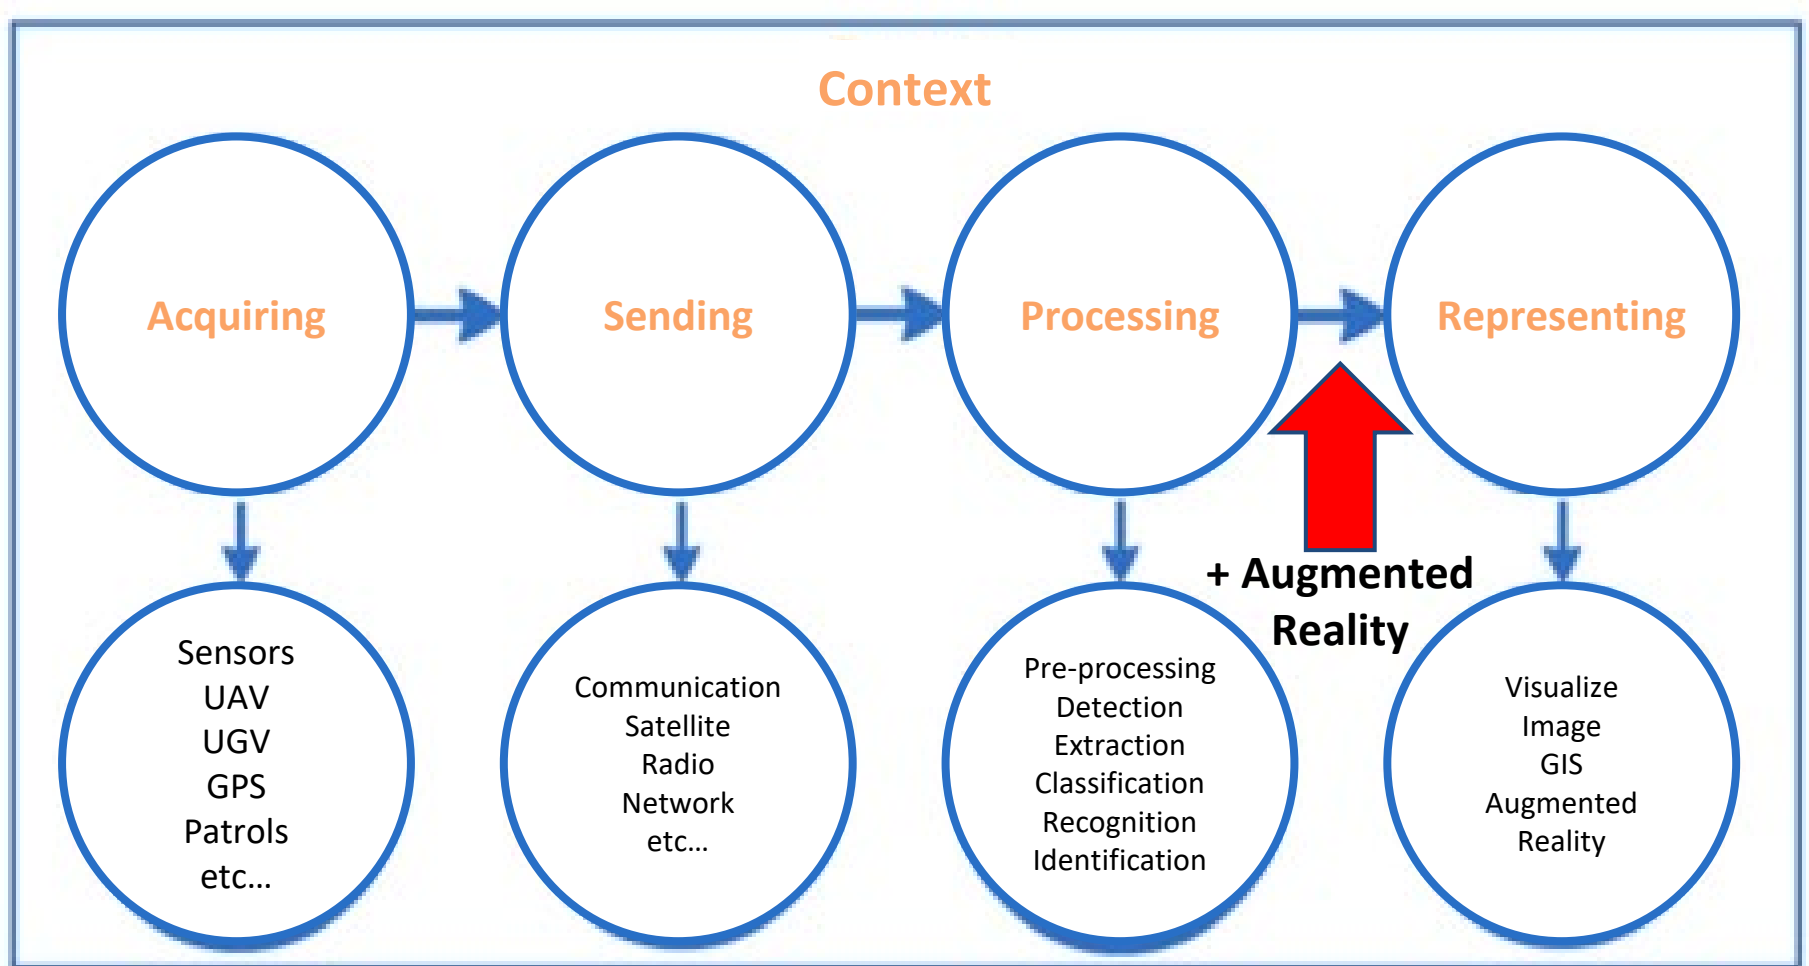 Context
Acquiring
Sending
Processing
Representing
+ Augmented
Reality
Sensors
UAV
UGV
GPS
Patrols
etc...
Communication
Satellite
Radio
Network
etc...
Pre-processing
Detection
Extraction
Classification
Recognition
Identification
Visualize
Image
GIS
Augmented
Reality